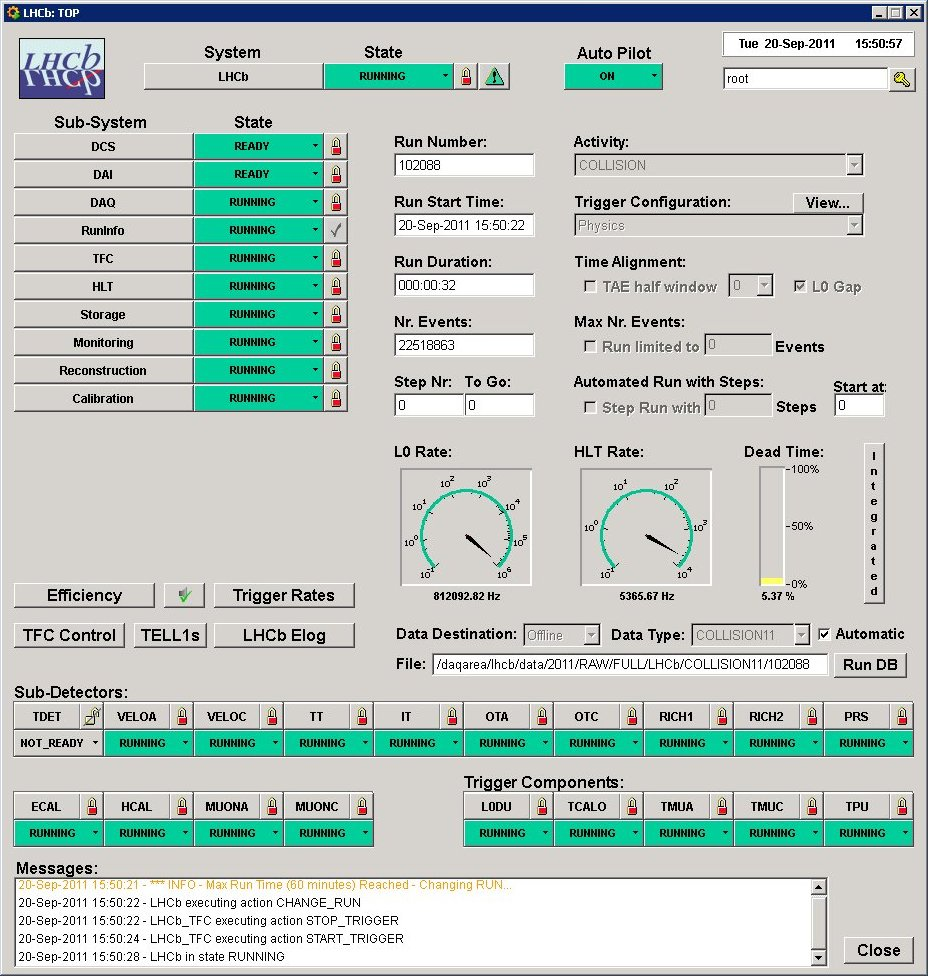 LHCb: TOP
LHCb
System State Auto Pilot Tue 20-Sep-2011 15:50:57
LHCb RUNNING ON root
Sub-System State
DCS READY
DAI READY
DAQ RUNNING
RunInfo RUNNING
TFC RUNNING
HLT RUNNING
Storage RUNNING
Monitoring RUNNING
Reconstruction RUNNING
Calibration RUNNING
Run Number: Activity:
102088 COLLISION
Run Start Time: Trigger Configuration: View...
20-Sep-2011 15:50:22 Physics
Run Duration: Time Alignment:
000:00:32 TAE half window 0 L0 Gap
Nr. Events: Max Nr. Events:
22518863 Run limited to 0 Events
Step Nr: To Go: Automated Run with Steps: Start at:
0 0 Step Run with 0 Steps 0
L0 Rate: HLT Rate: Dead Time:
10^-1 10^0 10^1 10^2 10^3 10^4 10^5 10^6
10^-1 10^0 10^1 10^2 10^3 10^4
100%
50%
0%
Integrated
812092.82 Hz 5365.67 Hz 5.37 %
Efficiency Trigger Rates
TFC Control TELL1s LHCb Elog
Data Destination: Offline Data Type: COLLISION11 Automatic
File: /daqarea/lhcb/data/2011/RAW/FULL/LHCb/COLLISION11/102088 Run DB
Sub-Detectors:
TDET VELOA VELOC TT IT OTA OTC RICH1 RICH2 PRS
NOT_READY RUNNING RUNNING RUNNING RUNNING RUNNING RUNNING RUNNING RUNNING RUNNING
Trigger Components:
ECAL HCAL MUONA MUONC L0DU TCALO TMUA TMUC TPU
RUNNING RUNNING RUNNING RUNNING RUNNING RUNNING RUNNING RUNNING RUNNING
Messages:
20-Sep-2011 15:50:21 - *** INFO - Max Run Time (60 minutes) Reached - Changing RUN...
20-Sep-2011 15:50:22 - LHCb executing action CHANGE_RUN
20-Sep-2011 15:50:22 - LHCb_TFC executing action STOP_TRIGGER
20-Sep-2011 15:50:24 - LHCb_TFC executing action START_TRIGGER
20-Sep-2011 15:50:28 - LHCb in state RUNNING
Close